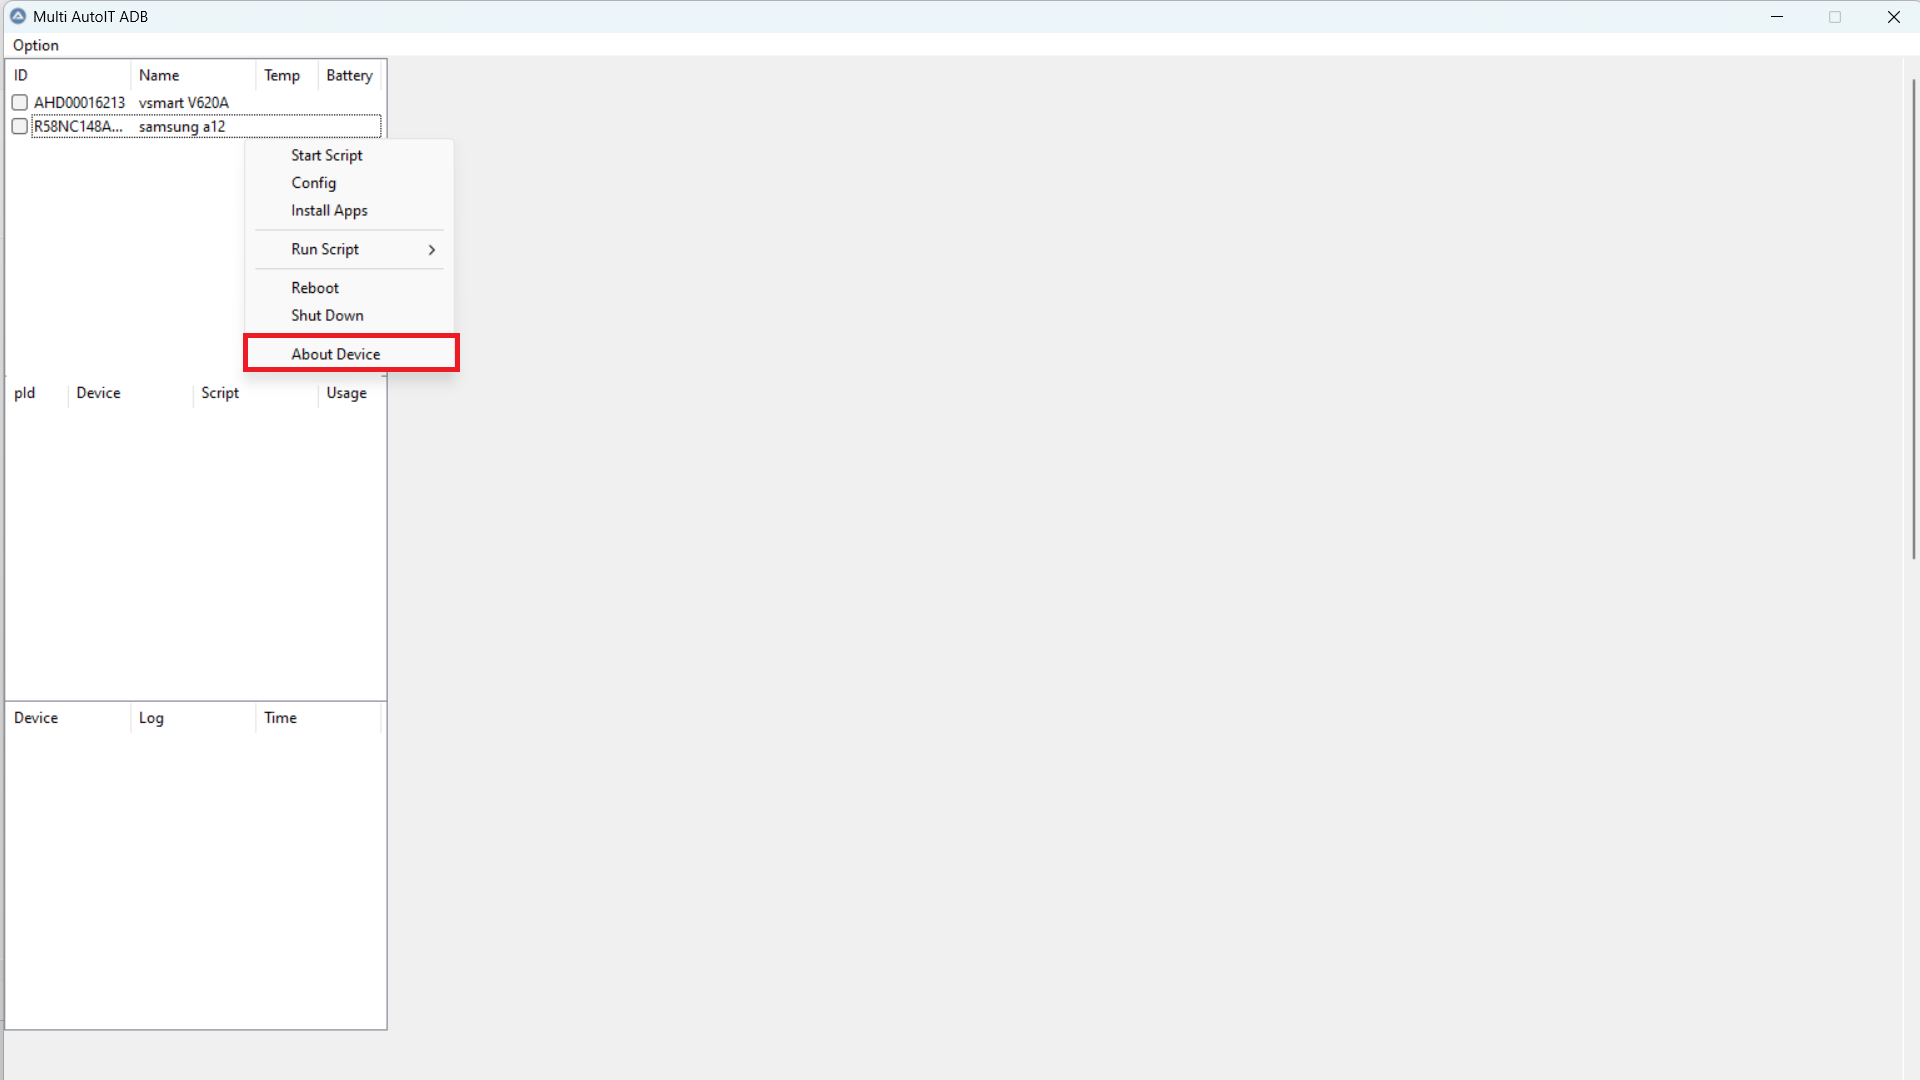 Multi AutoIT ADB
Option
ID Name Temp Battery
AHD00016213 vsmart V620A
R58NC148A... samsung a12
Start Script
Config
Install Apps
Run Script
Reboot
Shut Down
About Device
pId Device Script Usage
Device Log Time